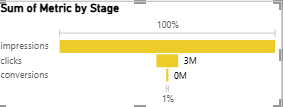 Sum of Metric by Stage
100%
impressions
clicks 3M
conversions 0M
1%